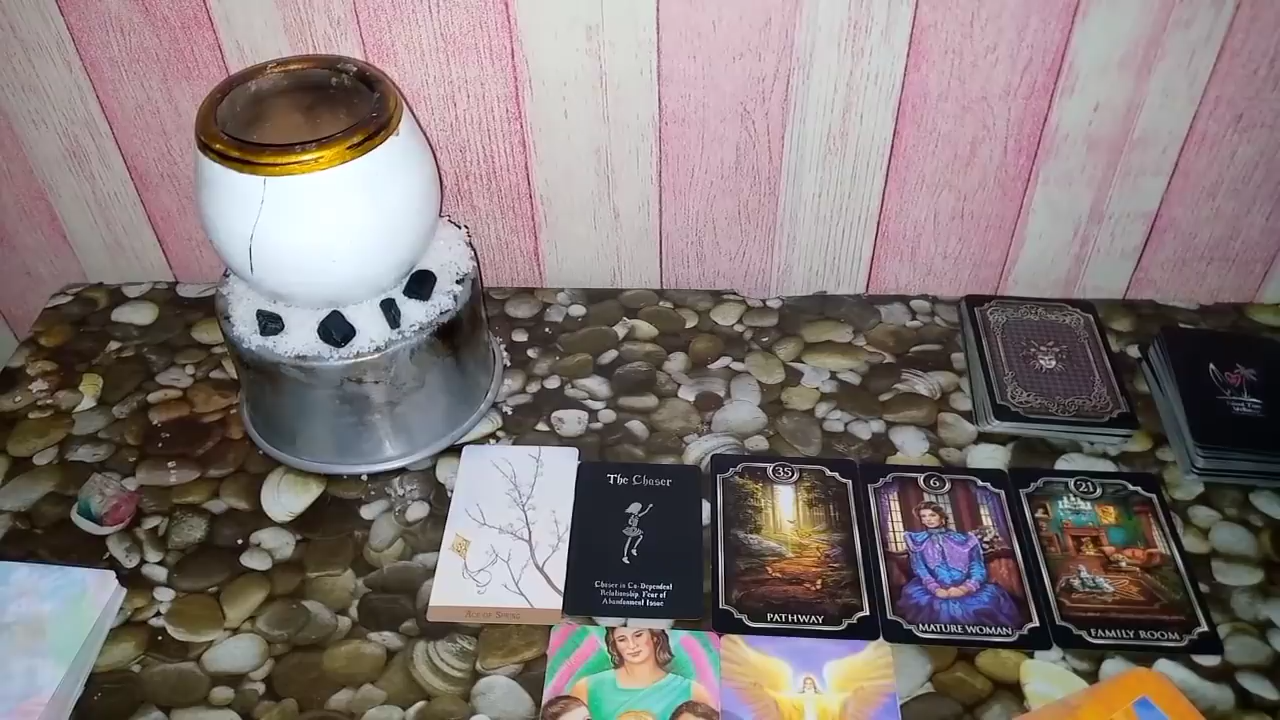 Ace of Spring
The Chaser
Chaser in Co-Dependent
Relationship, Fear of
Abandonment Issue
35
PATHWAY
6
MATURE WOMAN
21
FAMILY ROOM